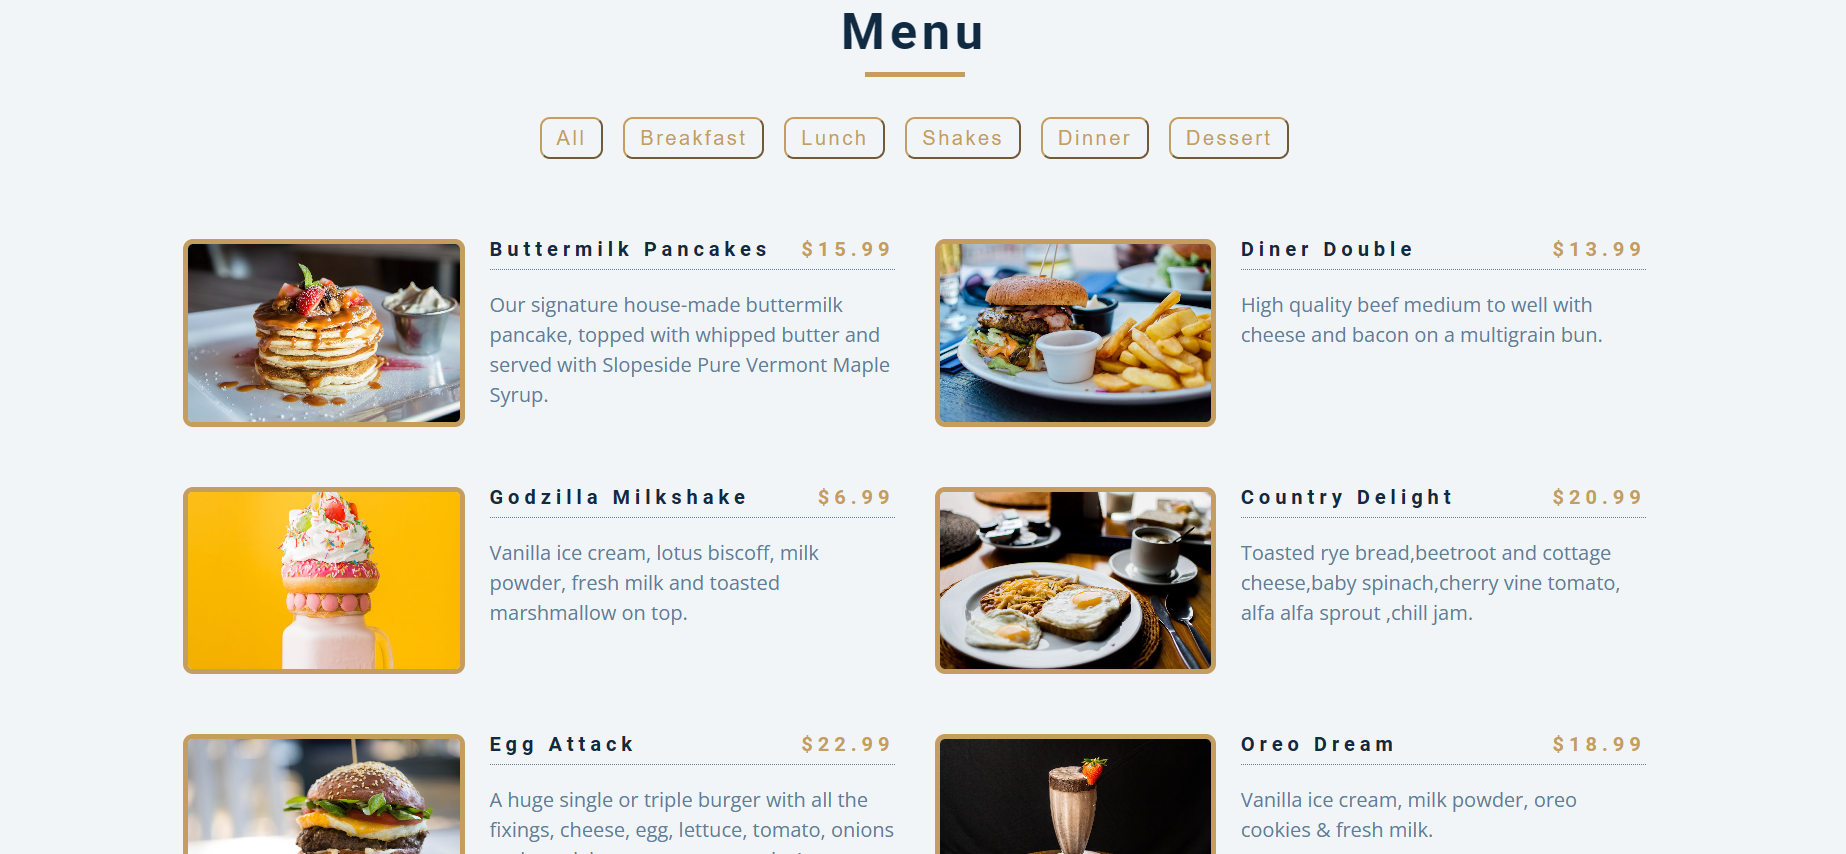 Menu
All Breakfast Lunch Shakes Dinner Dessert
Buttermilk Pancakes $15.99
Our signature house-made buttermilk
pancake, topped with whipped butter and
served with Slopeside Pure Vermont Maple
Syrup.
Diner Double $13.99
High quality beef medium to well with
cheese and bacon on a multigrain bun.
Godzilla Milkshake $6.99
Vanilla ice cream, lotus biscoff, milk
powder, fresh milk and toasted
marshmallow on top.
Country Delight $20.99
Toasted rye bread,beetroot and cottage
cheese,baby spinach,cherry vine tomato,
alfa alfa sprout ,chill jam.
Egg Attack $22.99
A huge single or triple burger with all the
fixings, cheese, egg, lettuce, tomato, onions
Oreo Dream $18.99
Vanilla ice cream, milk powder, oreo
cookies & fresh milk.